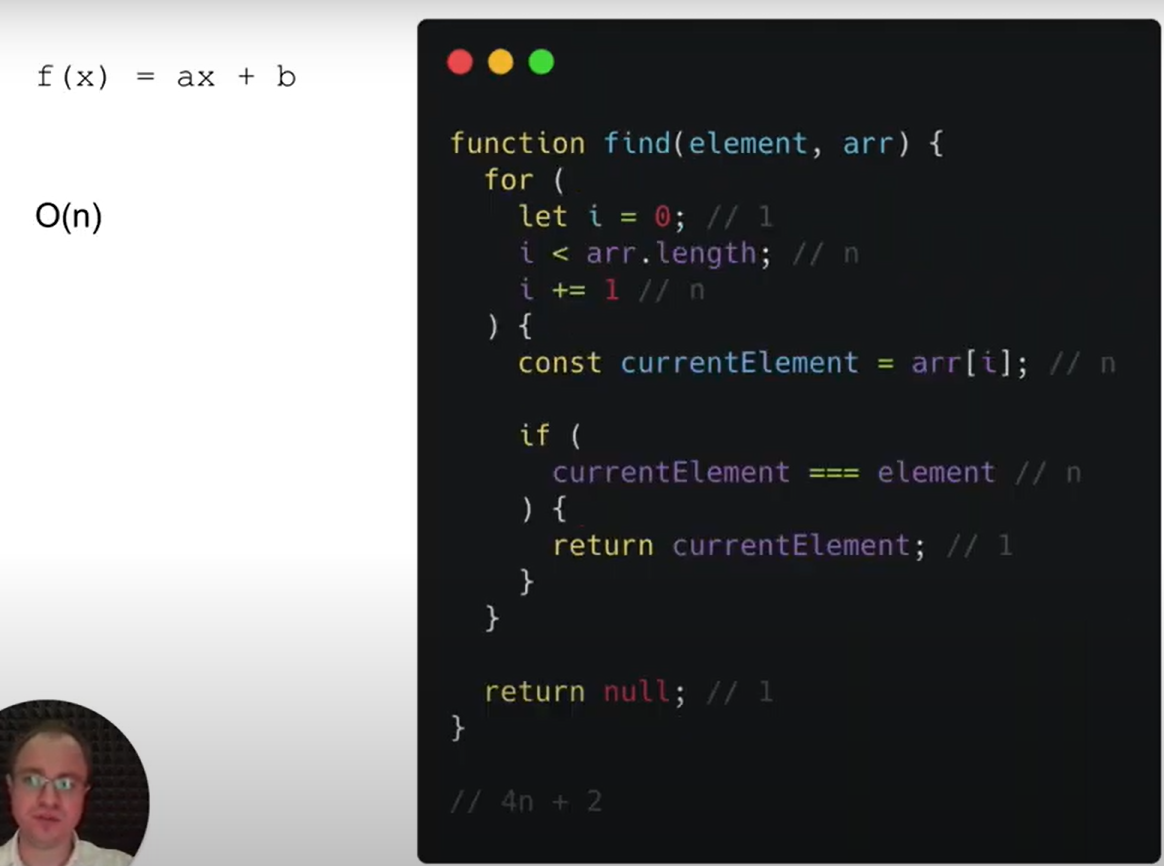 f(x) = ax + b
O(n)
function find(element, arr) {
for (
let i = 0; // 1
i < arr.length; // n
i += 1 // n
) {
const currentElement = arr[i]; // n
if (
currentElement === element // n
) {
return currentElement; // 1
}
}
return null; // 1
}
// 4n + 2